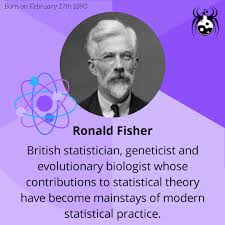 Born on February 17th 1890
Ronald Fisher
British statistician, geneticist and
evolutionary biologist whose
contributions to statistical theory
have become mainstays of modern
statistical practice.